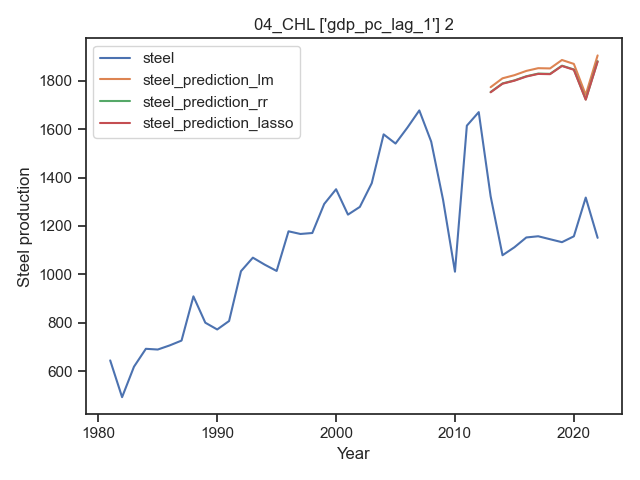 04_CHL ['gdp_pc_lag_1'] 2
steel
steel_prediction_lm
steel_prediction_rr
steel_prediction_lasso
Steel production
1800
1600
1400
1200
1000
800
600
1980
1990
2000
2010
2020
Year